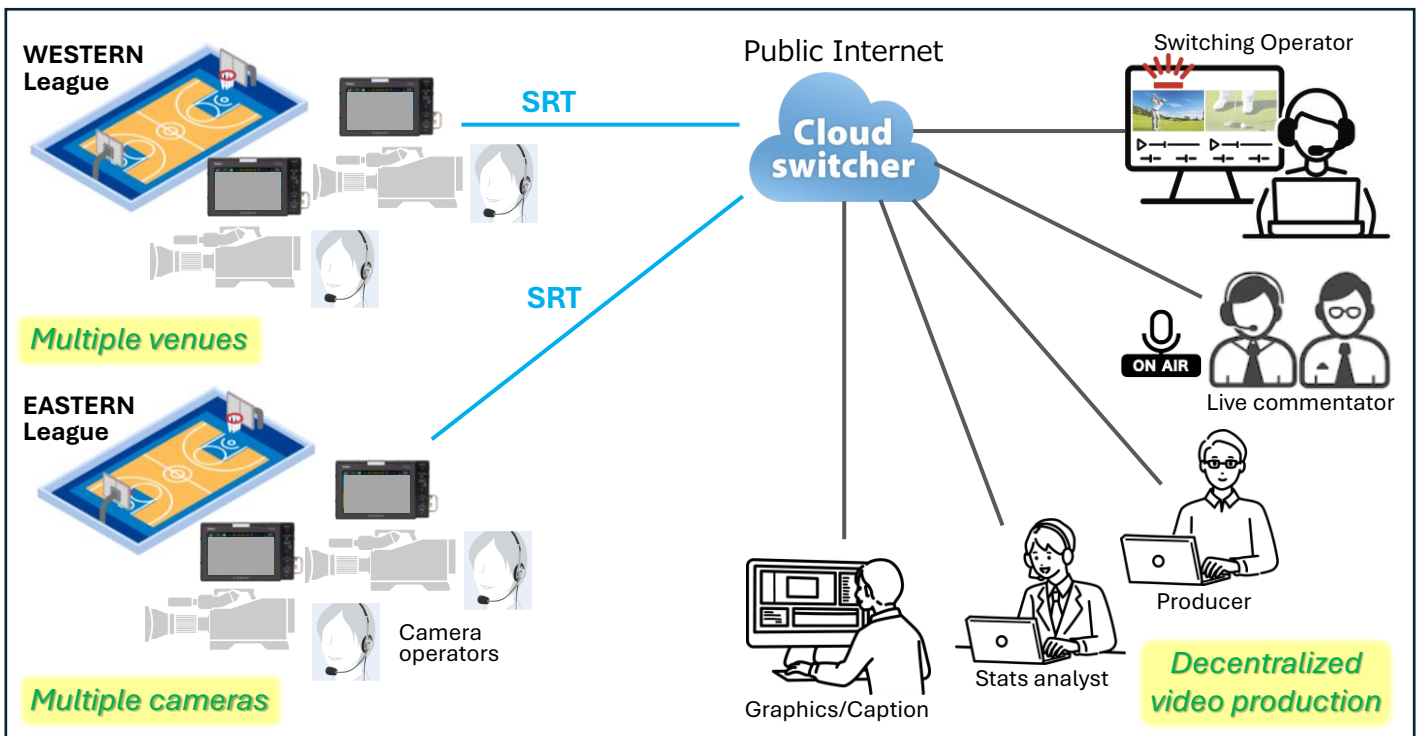 WESTERN
League
SRT
Public Internet
Cloud
switcher
Switching Operator
Multiple venues
SRT
ON AIR
Live commentator
EASTERN
League
Camera
operators
Multiple cameras
Producer
Stats analyst
Graphics/Caption
Decentralized
video production